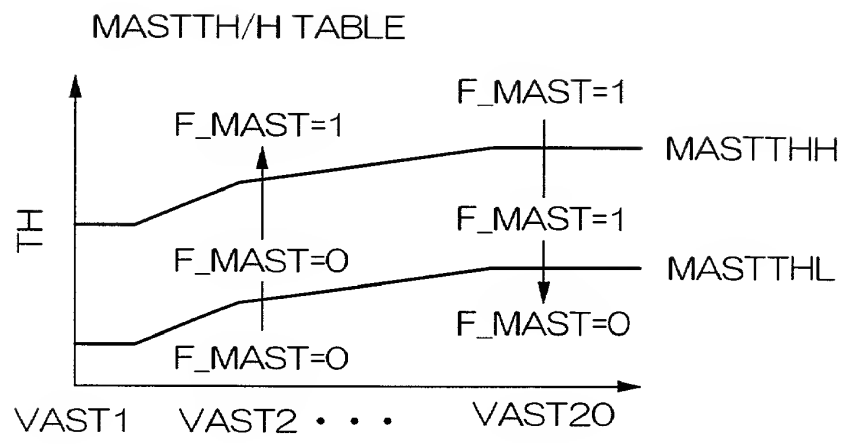 MASTTH/H TABLE
F_MAST=1
F_MAST=1
MASTTHH
TH
F_MAST=1
F_MAST=0
MASTTHL
F_MAST=0
F_MAST=0
VAST1 VAST2 • • • VAST20